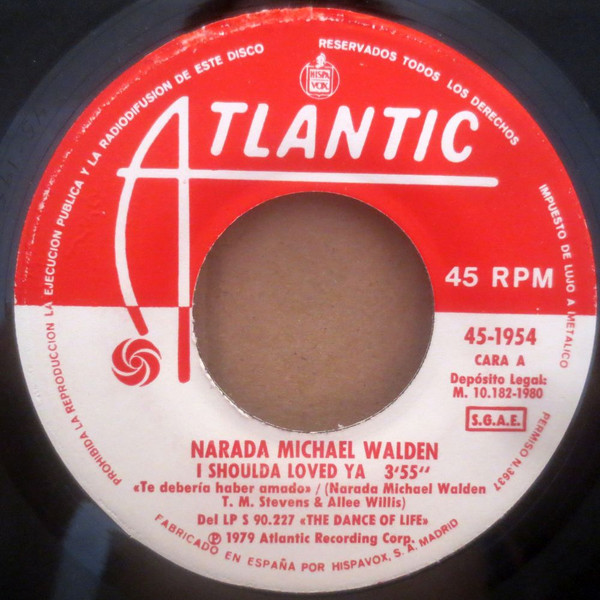 PROHIBIDA LA REPRODUCCION LA EJECUCION PUBLICA Y LA RADIODIFUSION DE ESTE DISCO
RESERVADOS TODOS LOS DERECHOS
IMPUESTO DE LUJO A METALICO
PERMISO N.3637
HISPA
VOX
ATLANTIC
45 RPM
45-1954
CARA A
Depósito Legal:
M. 10.182-1980
S.G.A.E.
NARADA MICHAEL WALDEN
I SHOULDA LOVED YA 3'55''
«Te debería haber amado» / (Narada Michael Walden
T. M. Stevens & Allee Willis)
Del LP S 90.227 «THE DANCE OF LIFE»
℗ 1979 Atlantic Recording Corp.
FABRICADO EN ESPAÑA POR HISPAVOX, S. A. MADRID